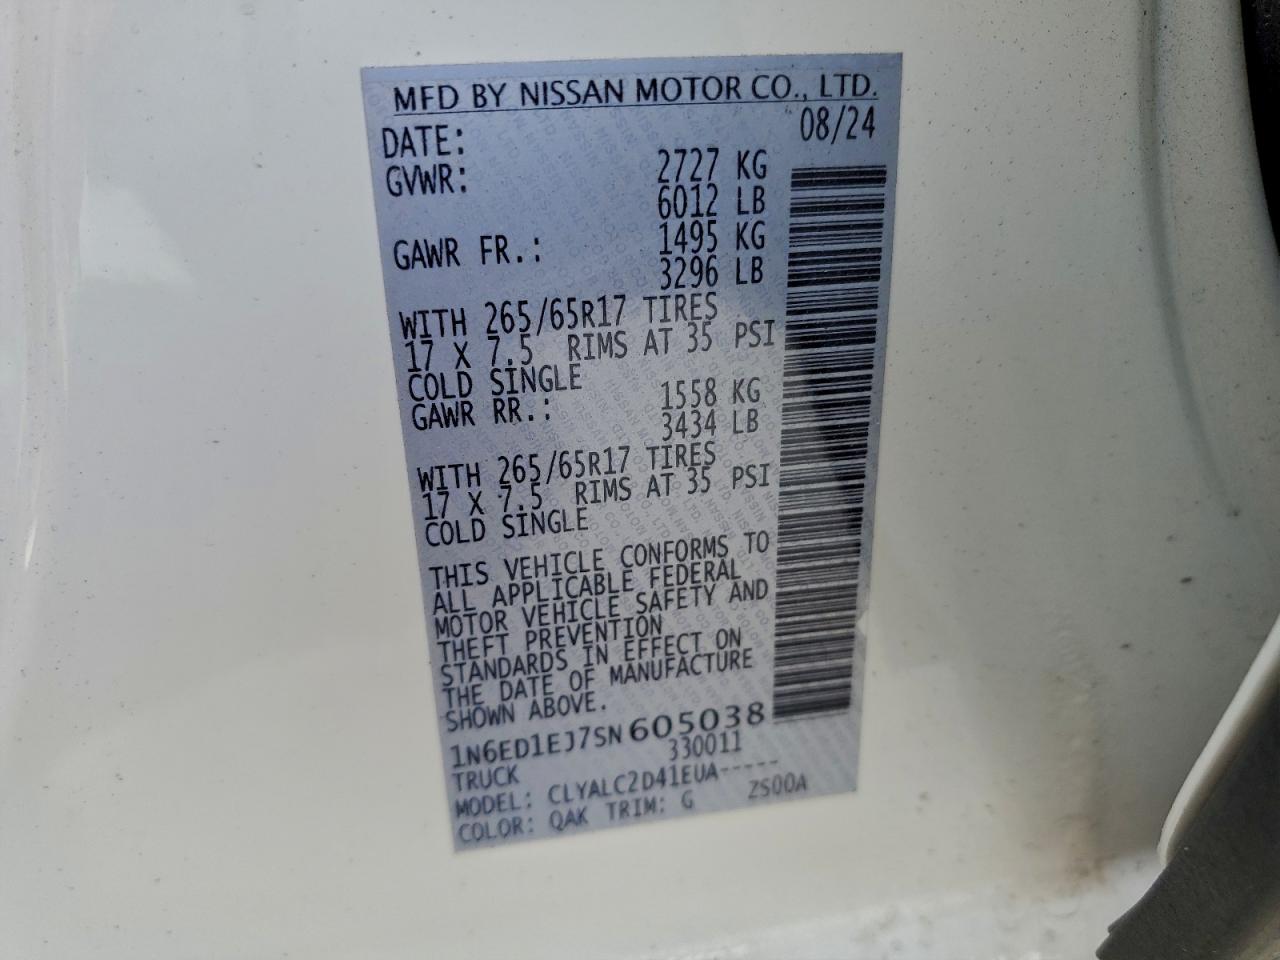 MFD BY NISSAN MOTOR CO., LTD.
DATE: 08/24
GVWR: 2727 KG
6012 LB
GAWR FR.: 1495 KG
3296 LB
WITH 265/65R17 TIRES
17 X 7.5 RIMS AT 35 PSI
COLD SINGLE
GAWR RR.: 1558 KG
3434 LB
WITH 265/65R17 TIRES
17 X 7.5 RIMS AT 35 PSI
COLD SINGLE
THIS VEHICLE CONFORMS TO
ALL APPLICABLE FEDERAL
MOTOR VEHICLE SAFETY AND
THEFT PREVENTION
STANDARDS IN EFFECT ON
THE DATE OF MANUFACTURE
SHOWN ABOVE.
1N6ED1EJ7SN605038
TRUCK 330011
MODEL: CLYALC2D41EUA-----
COLOR: QAK TRIM: G ZS00A